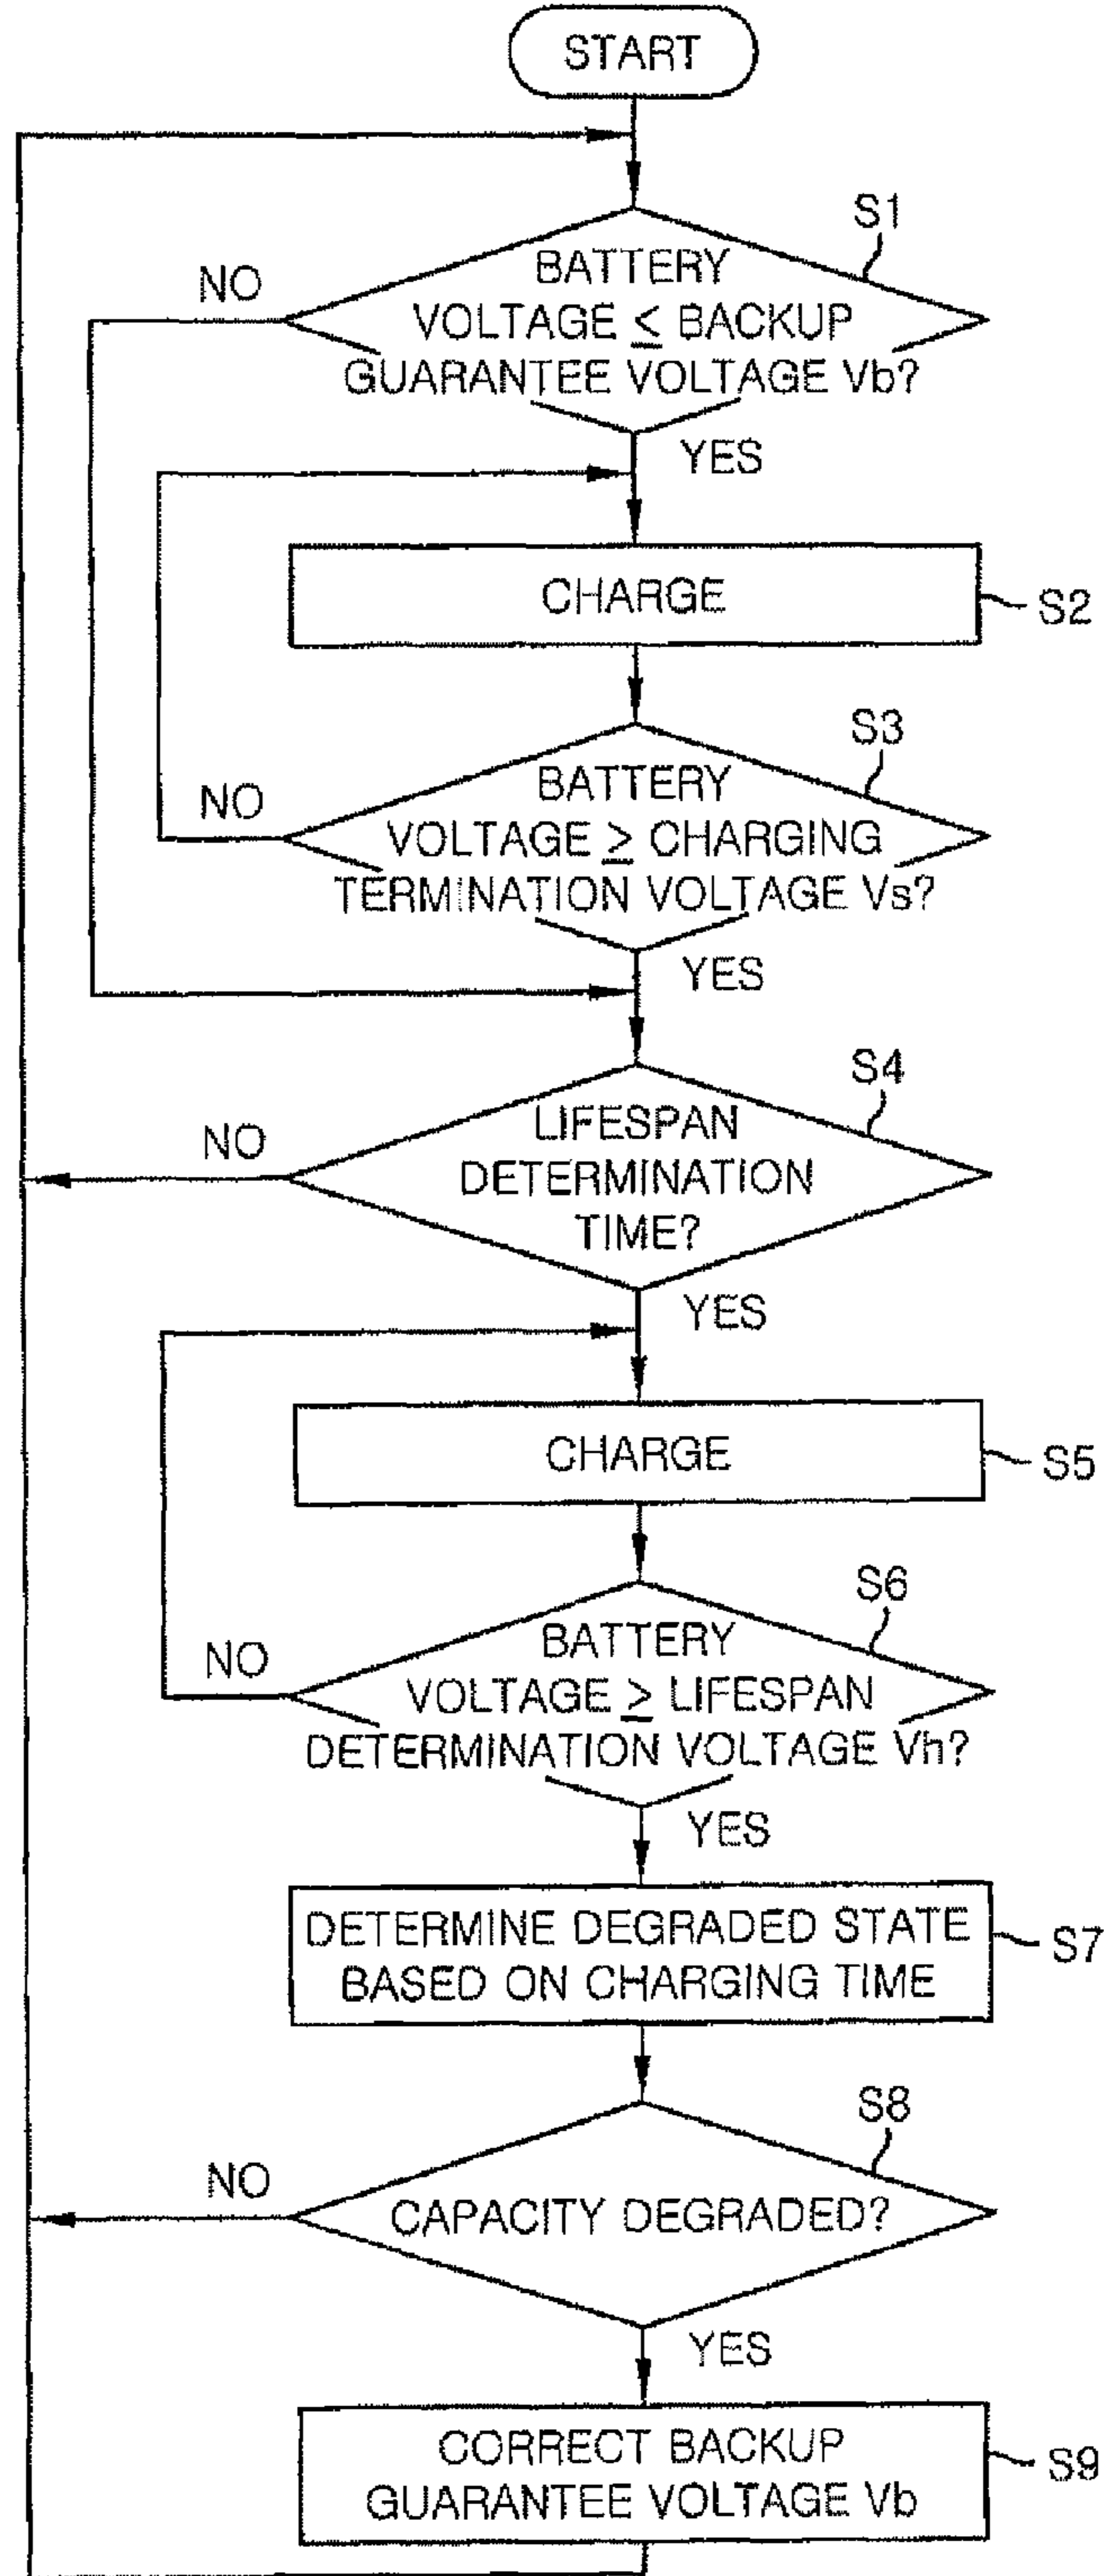 START
S1
NO
BATTERY
VOLTAGE ≤ BACKUP
GUARANTEE VOLTAGE Vb?
YES
CHARGE
S2
S3
NO
BATTERY
VOLTAGE ≥ CHARGING
TERMINATION VOLTAGE Vs?
YES
S4
NO
LIFESPAN
DETERMINATION
TIME?
YES
CHARGE
S5
S6
NO
BATTERY
VOLTAGE ≥ LIFESPAN
DETERMINATION VOLTAGE Vh?
YES
DETERMINE DEGRADED STATE
BASED ON CHARGING TIME
S7
S8
NO
CAPACITY DEGRADED?
YES
CORRECT BACKUP
GUARANTEE VOLTAGE Vb
S9